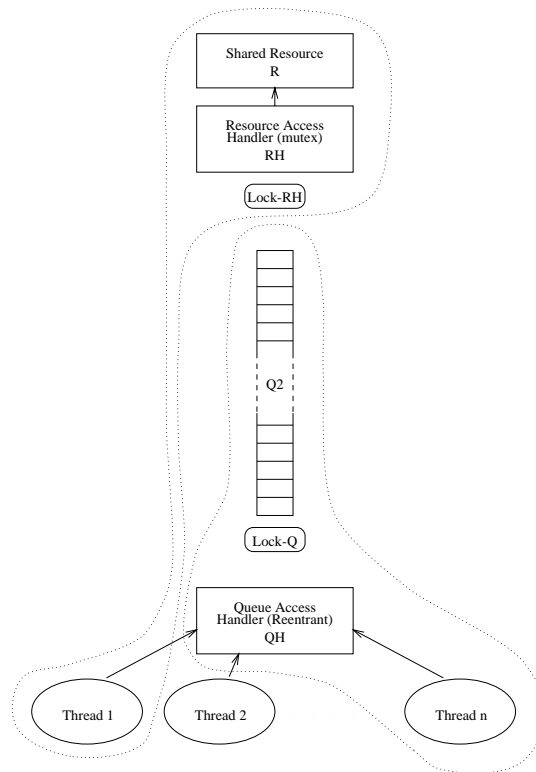 Shared Resource
R
Resource Access
Handler (mutex)
RH
Lock-RH
Q2
Lock-Q
Queue Access
Handler (Reentrant)
QH
Thread 1
Thread 2
Thread n